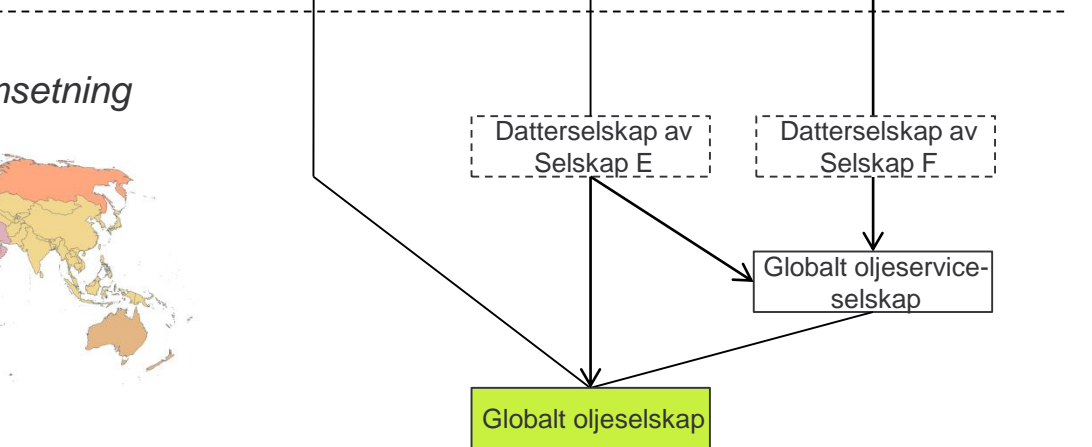 nsetning
Datterselskap av
Selskap E
Datterselskap av
Selskap F
Globalt oljeservice-
selskap
Globalt oljeselskap